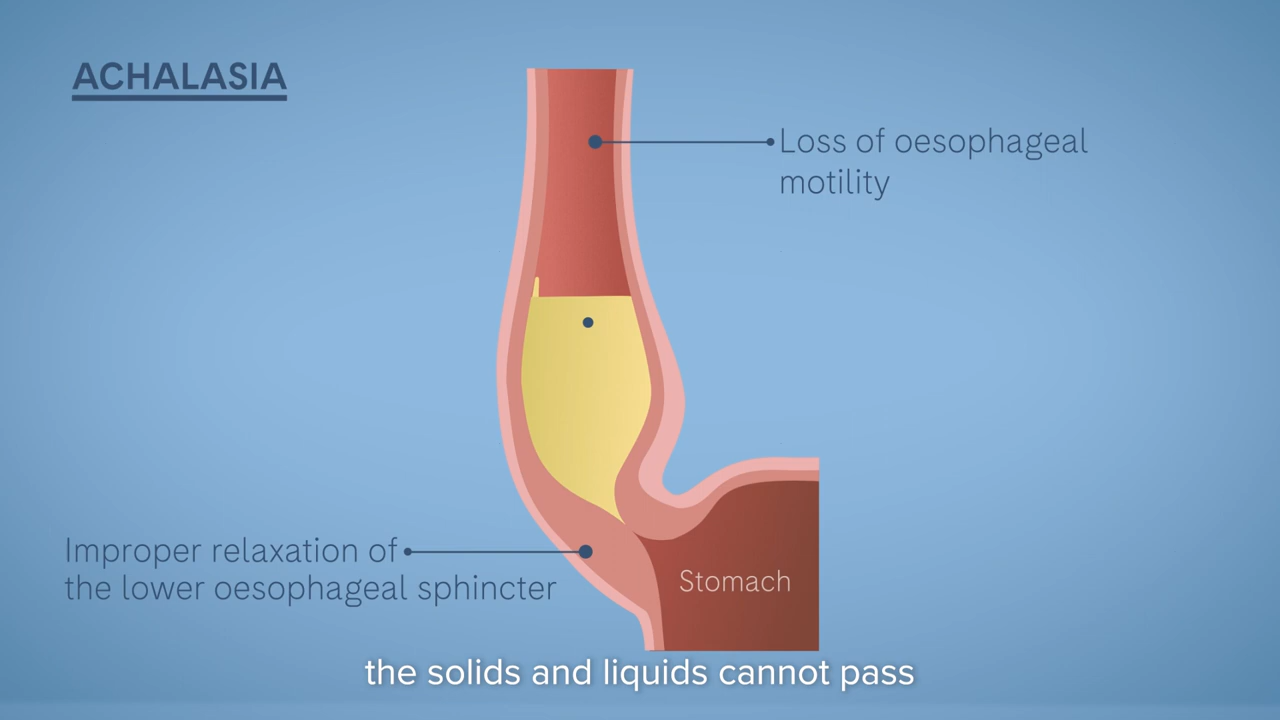 ACHALASIA
Loss of oesophageal
motility
Improper relaxation of
the lower oesophageal sphincter
Stomach
the solids and liquids cannot pass